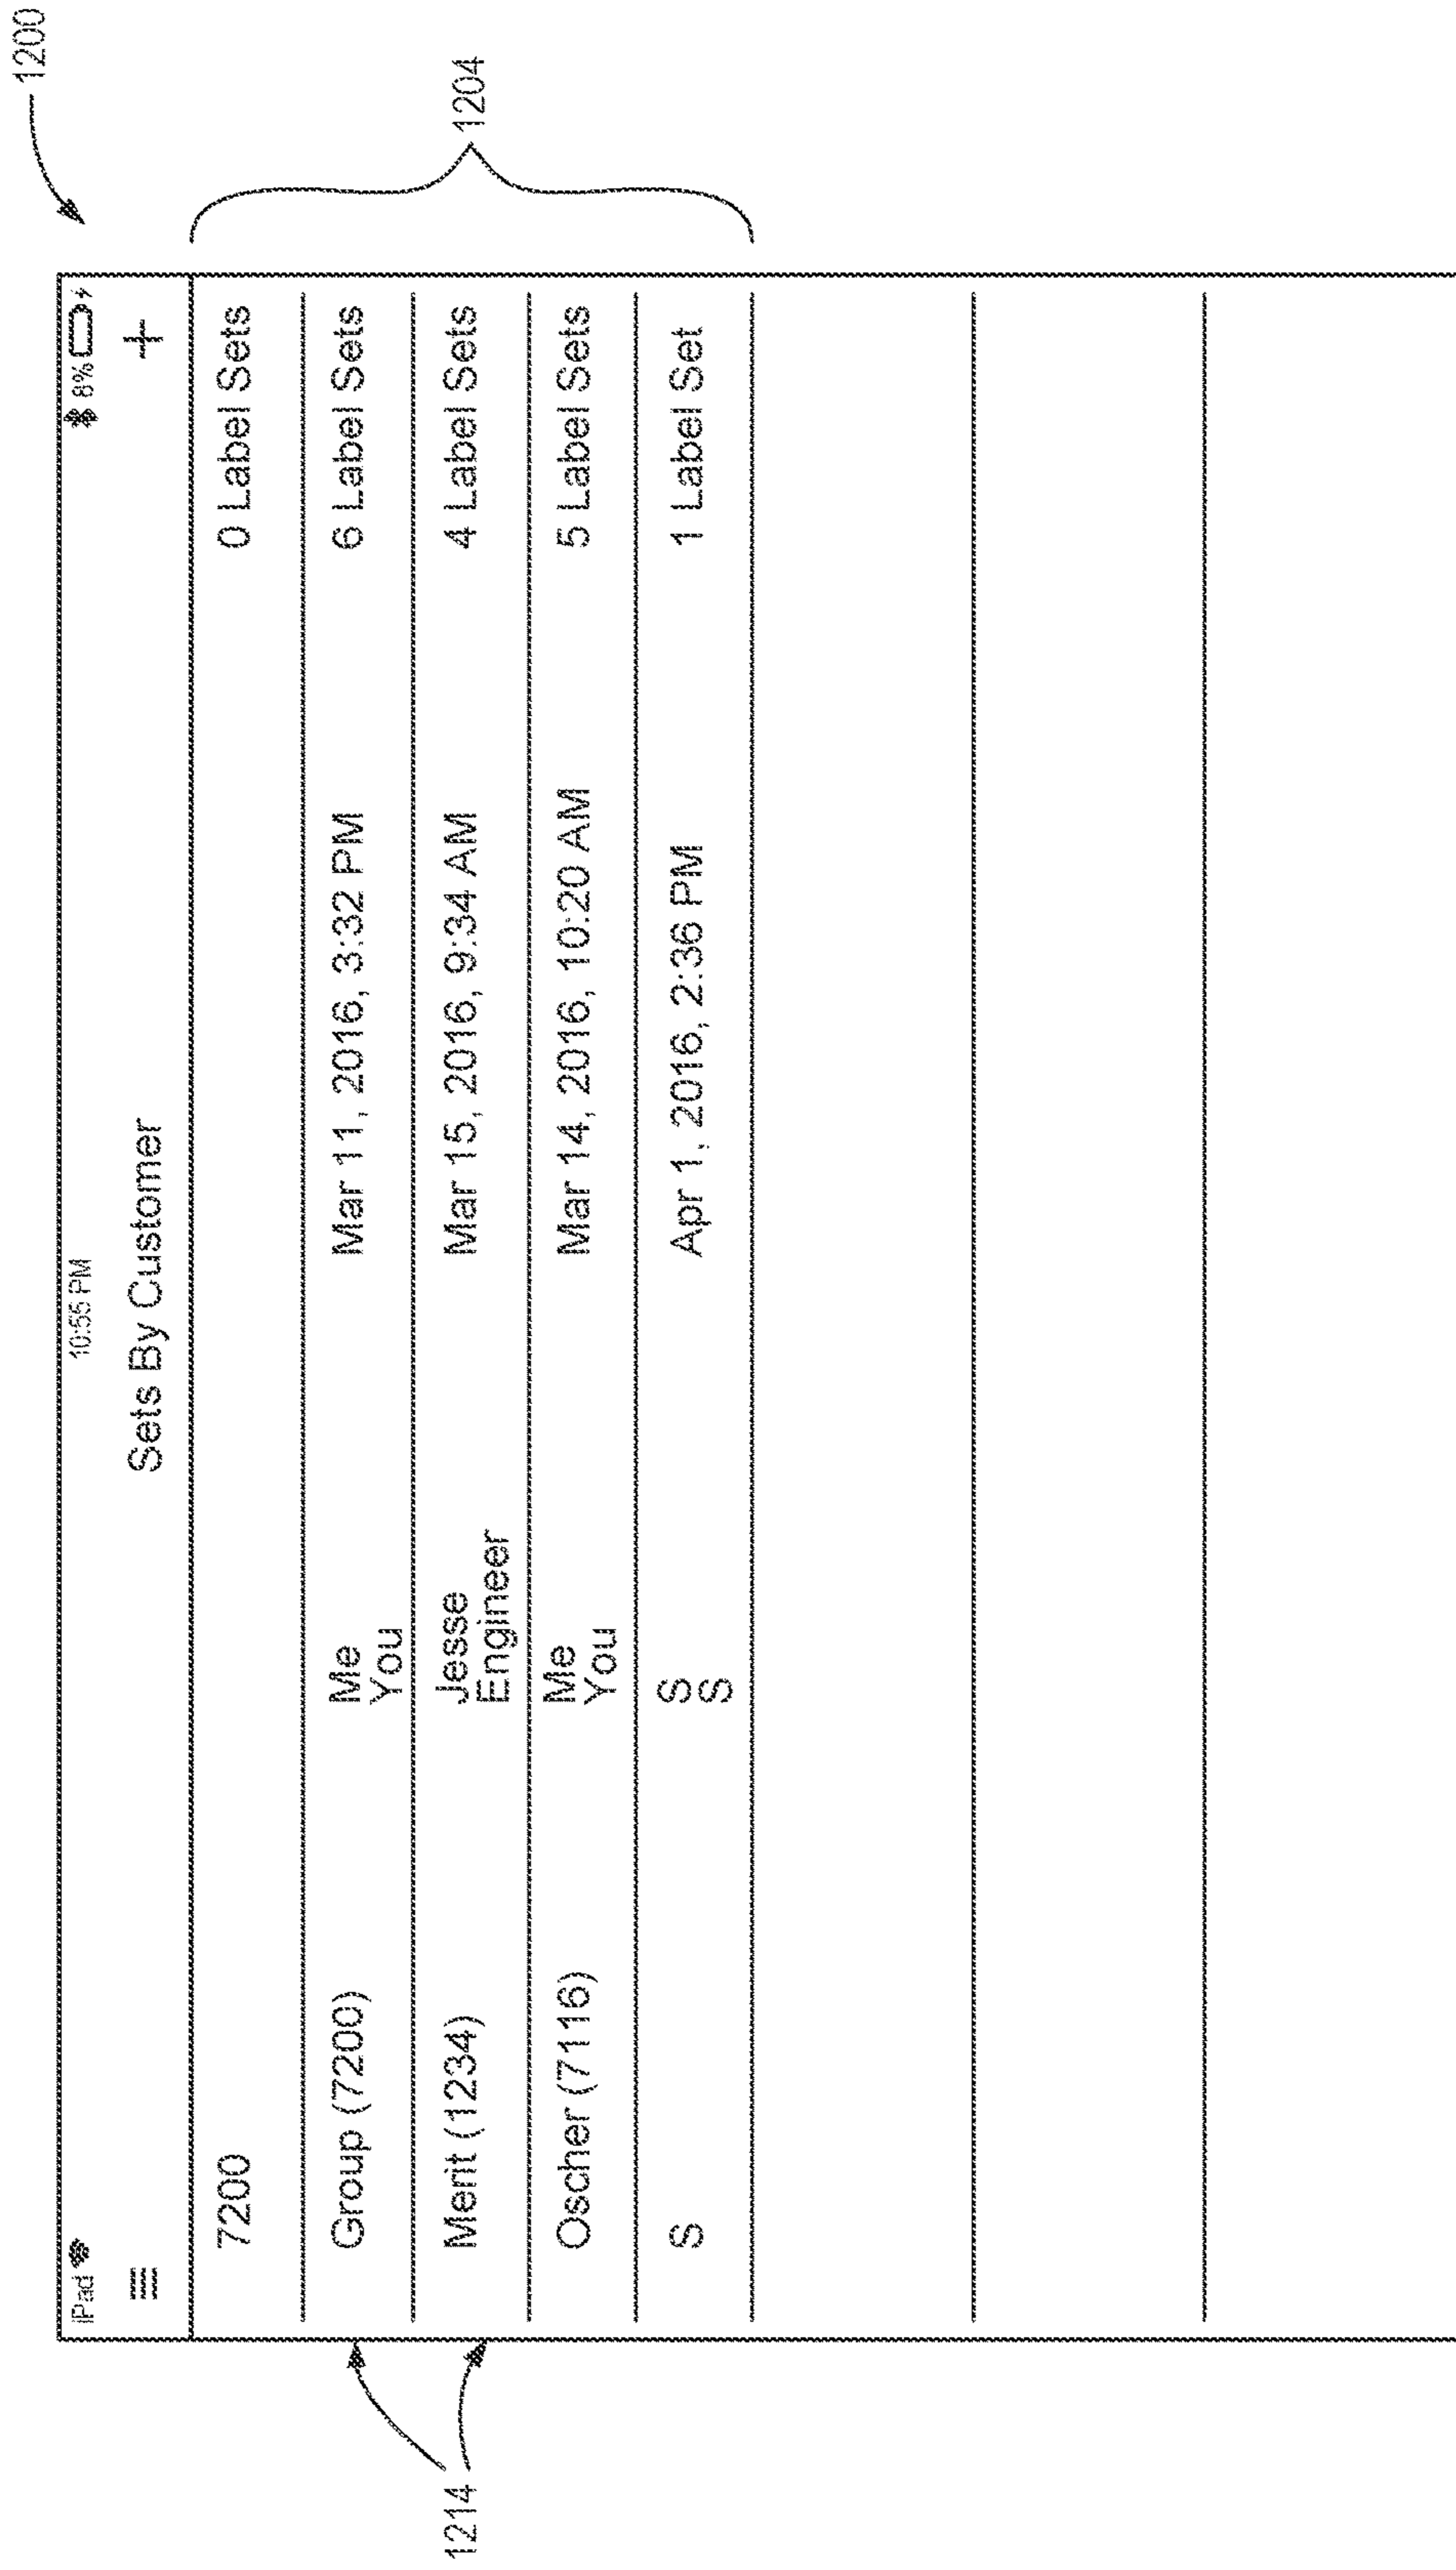 1200
iPad 10:55 PM 8%
Sets By Customer +
1204
7200 0 Label Sets
Group (7200) Me You Mar 11, 2016, 3:32 PM 6 Label Sets
Merit (1234) Jesse Engineer Mar 15, 2016, 9:34 AM 4 Label Sets
Oscher (7116) Me You Mar 14, 2016, 10:20 AM 5 Label Sets
S S S Apr 1, 2016, 2:36 PM 1 Label Set
1214